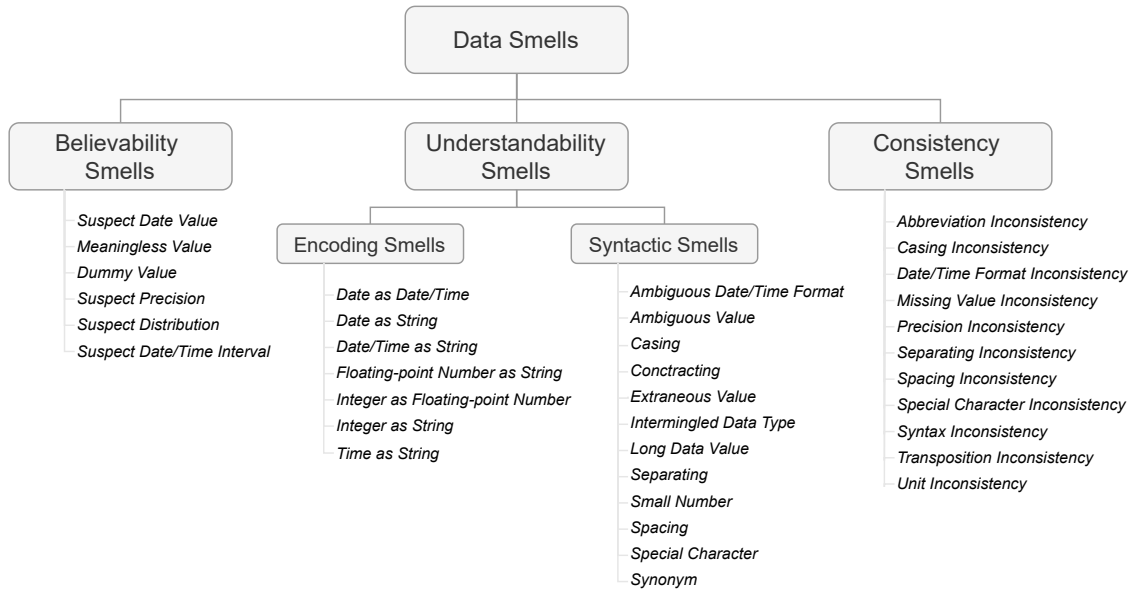 Data Smells
Believability
Smells
Suspect Date Value
Meaningless Value
Dummy Value
Suspect Precision
Suspect Distribution
Suspect Date/Time Interval
Understandability
Smells
Encoding Smells
Date as Date/Time
Date as String
Date/Time as String
Floating-point Number as String
Integer as Floating-point Number
Integer as String
Time as String
Syntactic Smells
Ambiguous Date/Time Format
Ambiguous Value
Casing
Conctracting
Extraneous Value
Intermingled Data Type
Long Data Value
Separating
Small Number
Spacing
Special Character
Synonym
Consistency
Smells
Abbreviation Inconsistency
Casing Inconsistency
Date/Time Format Inconsistency
Missing Value Inconsistency
Precision Inconsistency
Separating Inconsistency
Spacing Inconsistency
Special Character Inconsistency
Syntax Inconsistency
Transposition Inconsistency
Unit Inconsistency